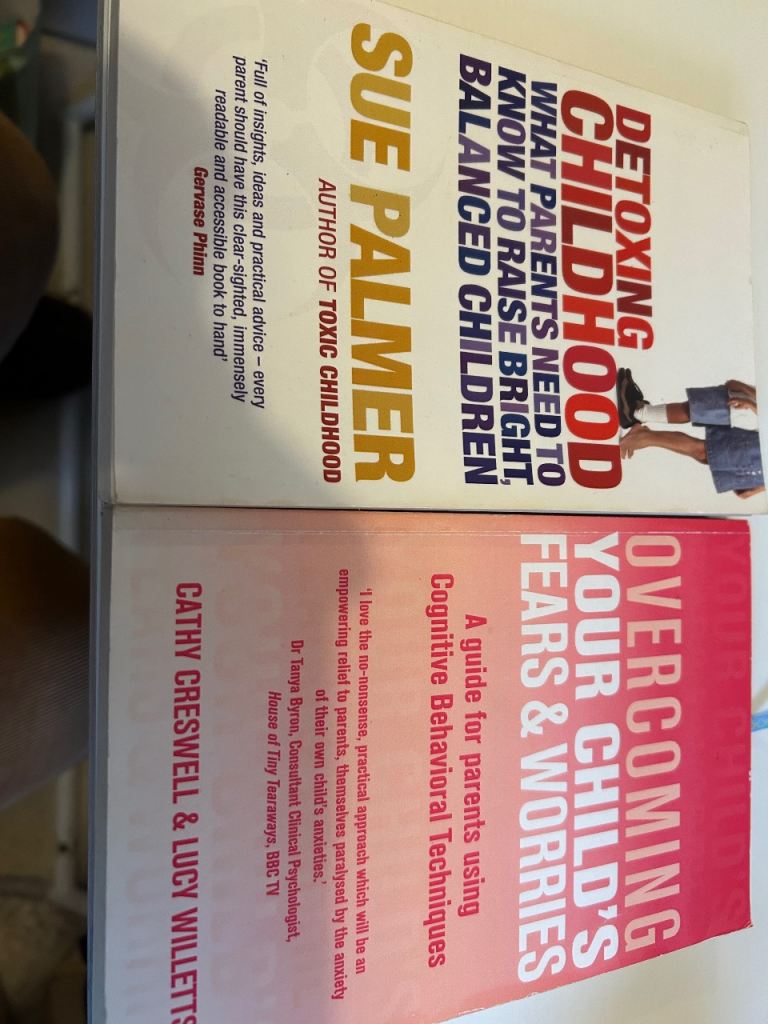 DETOXING
CHILDHOOD
WHAT PARENTS NEED TO
KNOW TO RAISE BRIGHT,
BALANCED CHILDREN
SUE PALMER
AUTHOR OF TOXIC CHILDHOOD
'Full of insights, ideas and practical advice – every
parent should have this clear-sighted, immensely
readable and accessible book to hand'
Gervase Phinn
OVERCOMING
YOUR CHILD'S
FEARS & WORRIES
A guide for parents using
Cognitive Behavioral Techniques
'I love the no-nonsense, practical approach which will be an
empowering relief to parents, themselves paralysed by the anxiety
of their own child's anxieties.'
Dr Tanya Byron, Consultant Clinical Psychologist,
House of Tiny Tearaways, BBC TV
CATHY CRESWELL & LUCY WILLETTS